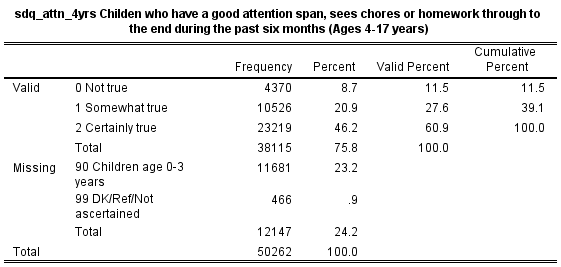 sdq_attn_4yrs Childen who have a good attention span, sees chores or homework through to
the end during the past six months (Ages 4-17 years)
Frequency Percent Valid Percent Cumulative Percent
Valid 0 Not true 4370 8.7 11.5 11.5
1 Somewhat true 10526 20.9 27.6 39.1
2 Certainly true 23219 46.2 60.9 100.0
Total 38115 75.8 100.0
Missing 90 Children age 0-3 years 11681 23.2
99 DK/Ref/Not ascertained 466 .9
Total 12147 24.2
Total 50262 100.0